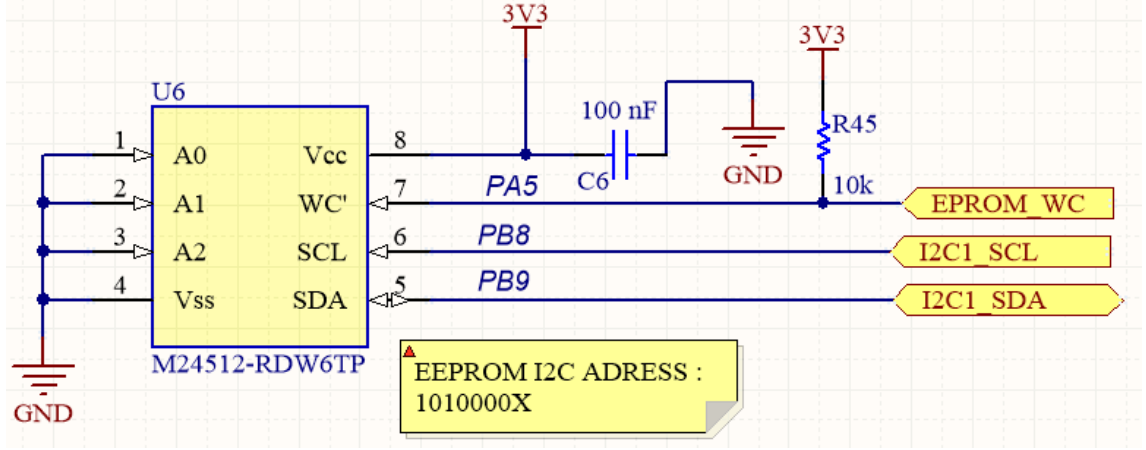 3V3
3V3
U6
100 nF
R45
1
A0
Vcc
8
C6
GND
PA5
10k
2
A1
WC'
7
EPROM_WC
PB8
3
A2
SCL
6
I2C1_SCL
PB9
4
Vss
SDA
5
I2C1_SDA
M24512-RDW6TP
GND
EEPROM I2C ADRESS :
1010000X